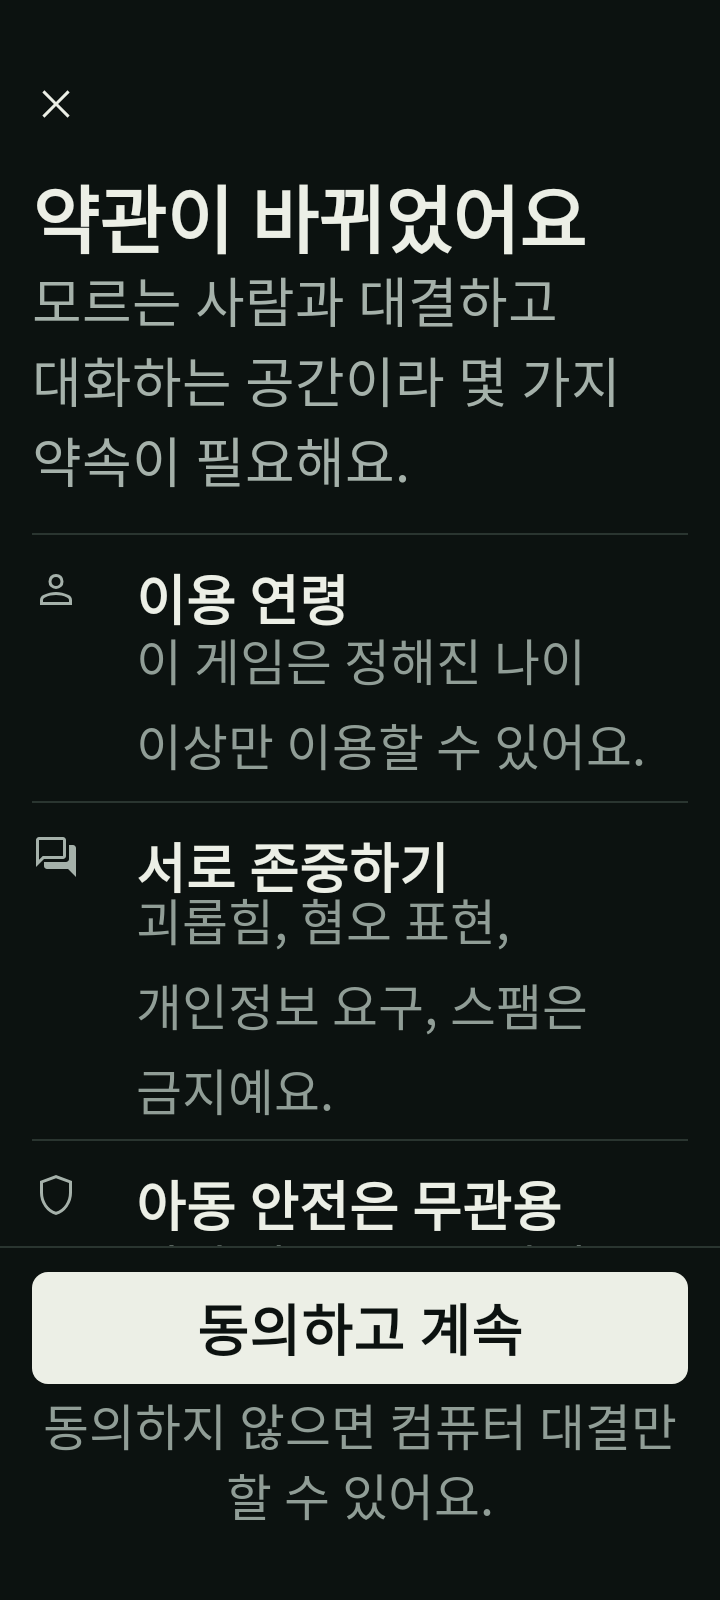 약관이 바뀌었어요
모르는 사람과 대결하고
대화하는 공간이라 몇 가지
약속이 필요해요.
이용 연령
이 게임은 정해진 나이
이상만 이용할 수 있어요.
서로 존중하기
괴롭힘, 혐오 표현,
개인정보 요구, 스팸은
금지예요.
아동 안전은 무관용
동의하고 계속
동의하지 않으면 컴퓨터 대결만
할 수 있어요.